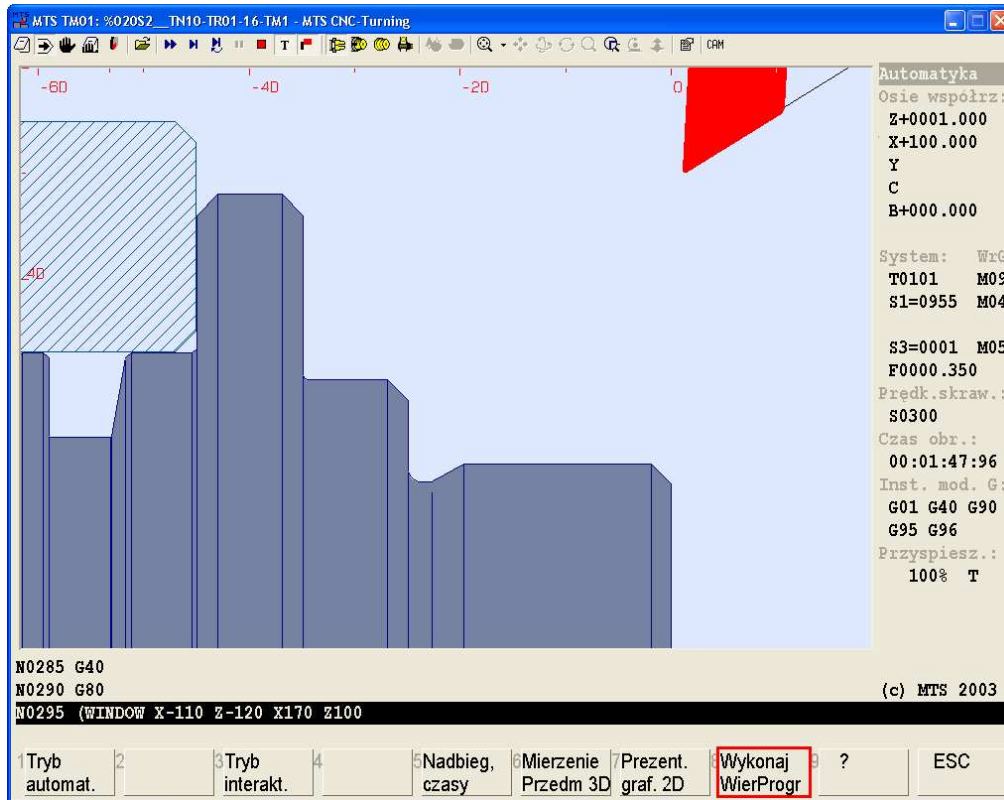 MTS TM01: %020S2__TN10-TR01-16-TM1 - MTS CNC-Turning
T CAM
-60 -40 -20 0
40
Automatyka
Osie współrz:
Z+0001.000
X+100.000
Y
C
B+000.000
System: WrG
T0101 M09
S1=0955 M04
S3=0001 M05
F0000.350
Prędk.skraw.:
S0300
Czas obr.:
00:01:47:96
Inst. mod. G:
G01 G40 G90
G95 G96
Przyspiesz.:
100% T
N0285 G40
N0290 G80
(c) MTS 2003
N0295 (WINDOW X-110 Z-120 X170 Z100
1 Tryb automat.
2
3 Tryb interakt.
4
5 Nadbieg, czasy
6 Mierzenie Przedm 3D
7 Prezent. graf. 2D
8 Wykonaj WierProgr
9 ?
ESC